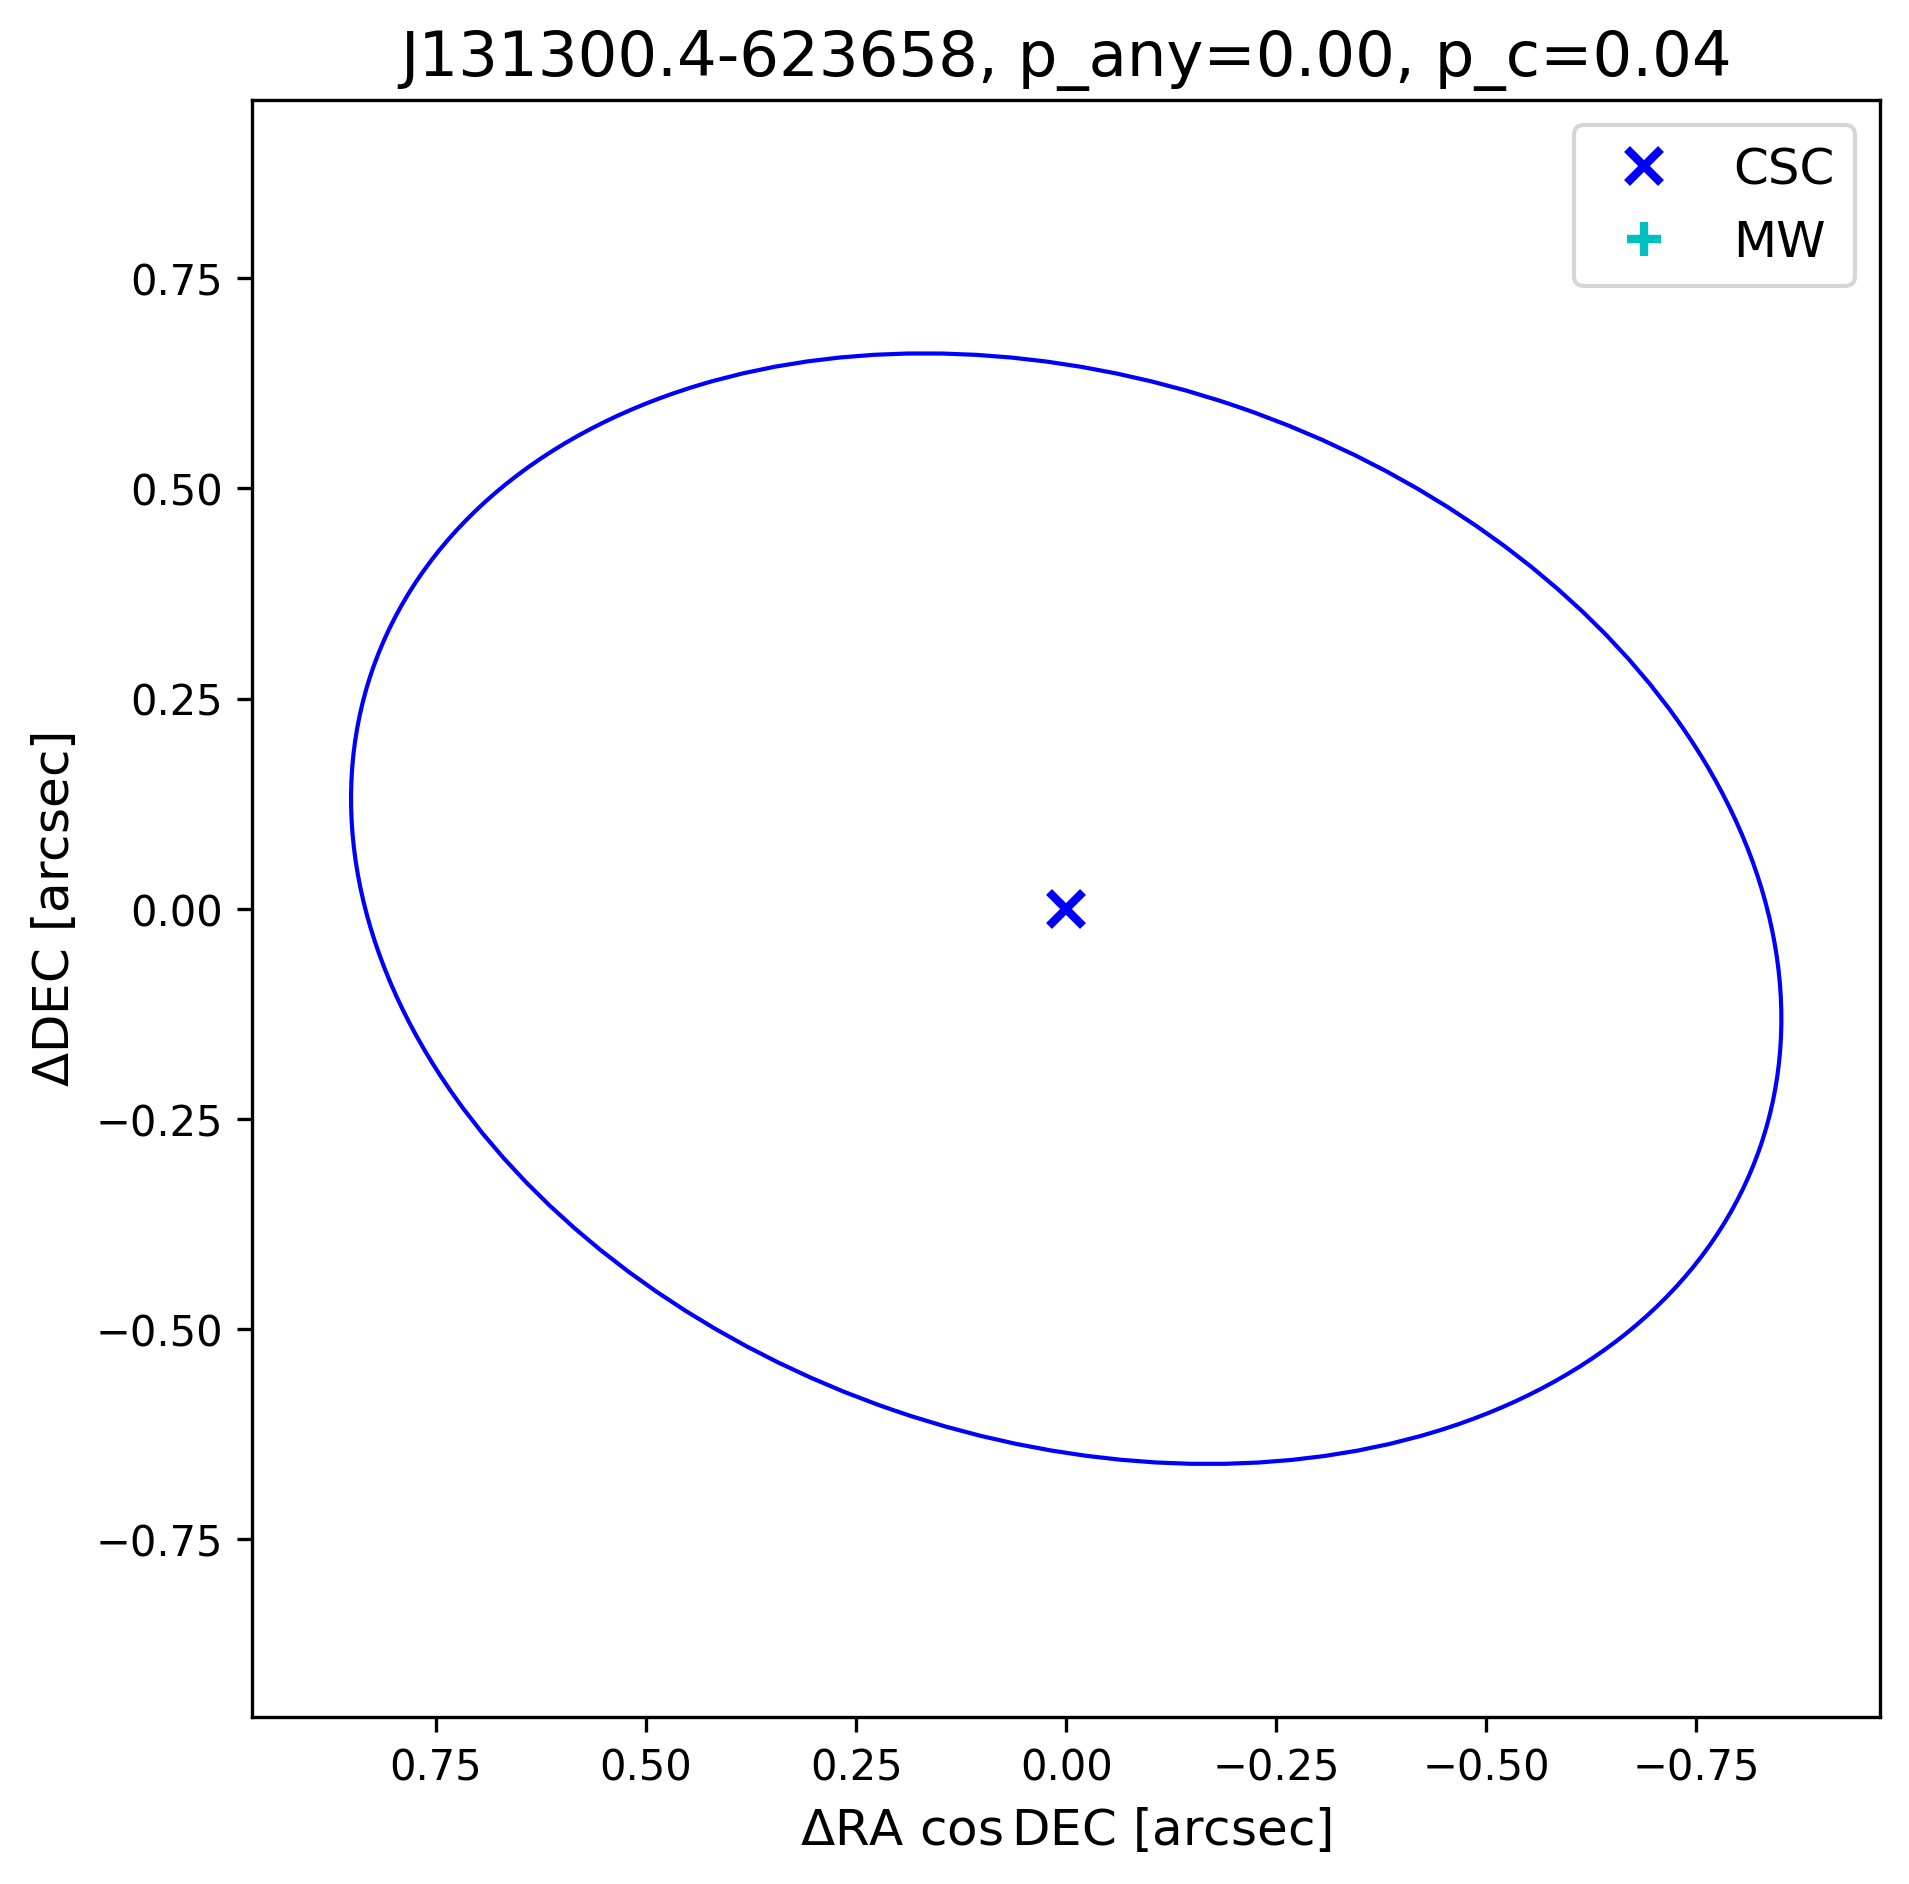 J131300.4-623658, p_any=0.00, p_c=0.04
CSC
MW
0.75
0.50
0.25
0.00
−0.25
−0.50
−0.75
ΔDEC [arcsec]
0.75 0.50 0.25 0.00 −0.25 −0.50 −0.75
ΔRA cos DEC [arcsec]